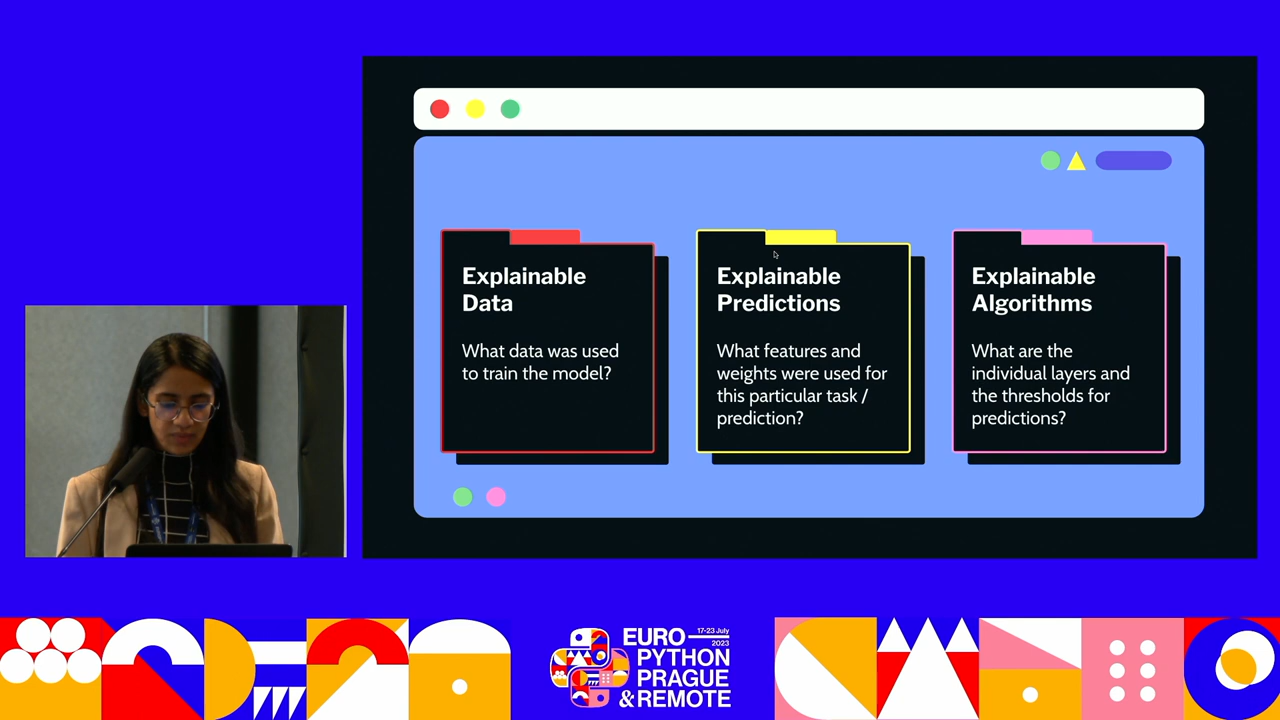 Explainable
Data
What data was used
to train the model?
Explainable
Predictions
What features and
weights were used for
this particular task /
prediction?
Explainable
Algorithms
What are the
individual layers and
the thresholds for
predictions?
EURO
17-23 July
2023
PYTHON
PRAGUE
& REMOTE